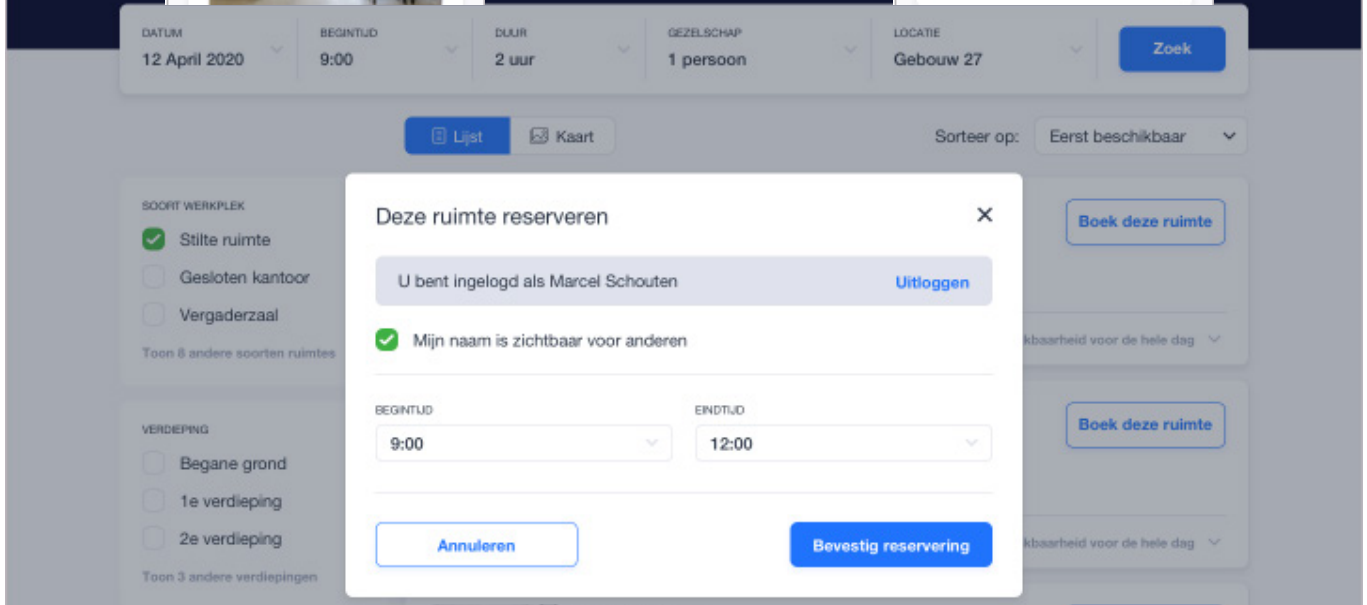 DATUM
BEGINTIJD
DUUR
GEZELSCHAP
LOCATIE
12 April 2020
9:00
2 uur
1 persoon
Gebouw 27
Zoek
Lijst
Kaart
Sorteer op:
Eerst beschikbaar
SOORT WERKPLEK
Stilte ruimte
Gesloten kantoor
Vergaderzaal
Toon 8 andere soorten ruimtes
VERDIEPING
Begane grond
1e verdieping
2e verdieping
Toon 3 andere verdiepingen
Deze ruimte reserveren
U bent ingelogd als Marcel Schouten
Uitloggen
Mijn naam is zichtbaar voor anderen
BEGINTIJD
EINDTIJD
9:00
12:00
Annuleren
Bevestig reservering
Boek deze ruimte
kbaarheid voor de hele dag
Boek deze ruimte
kbaarheid voor de hele dag